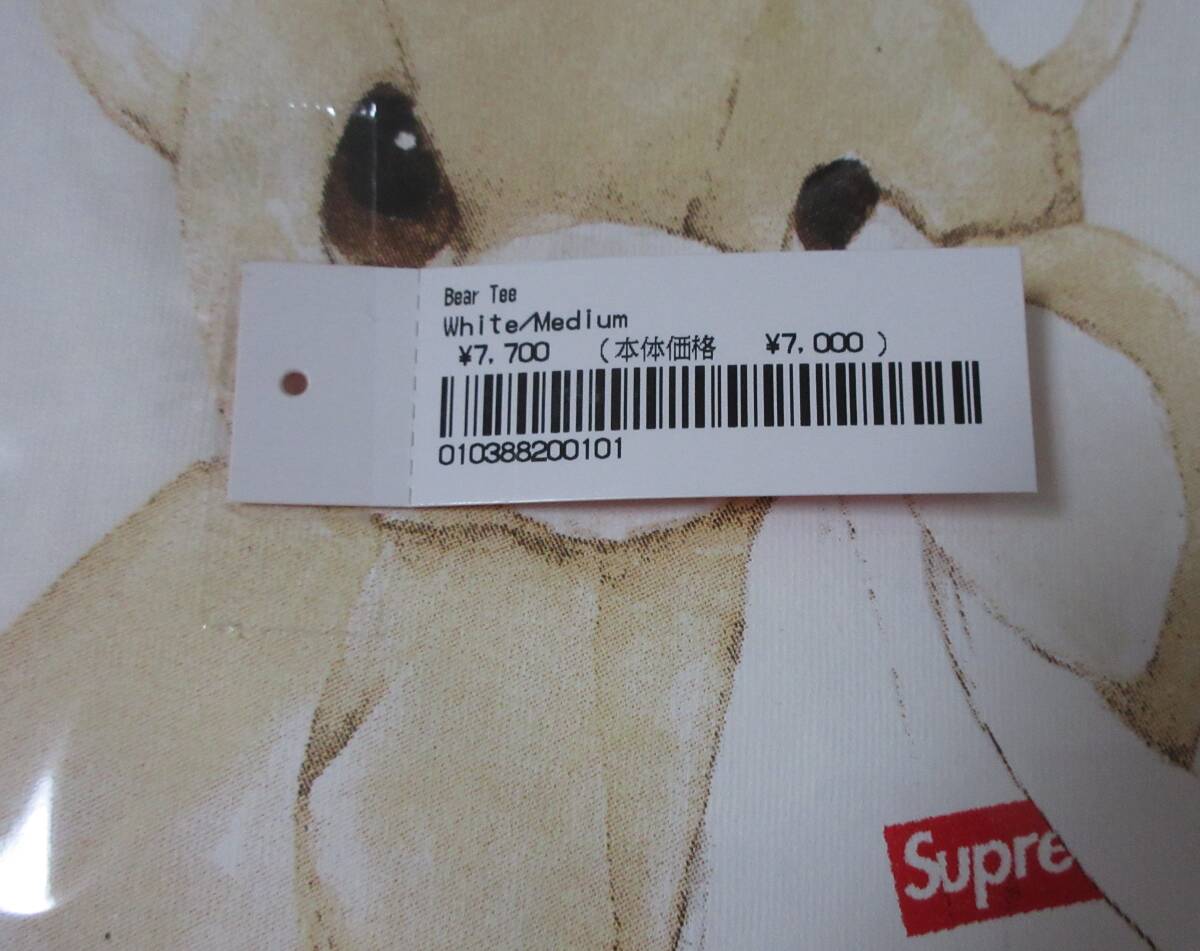 Bear Tee
White/Medium
¥7,700 (本体価格 ¥7,000 )
010388200101
Supre